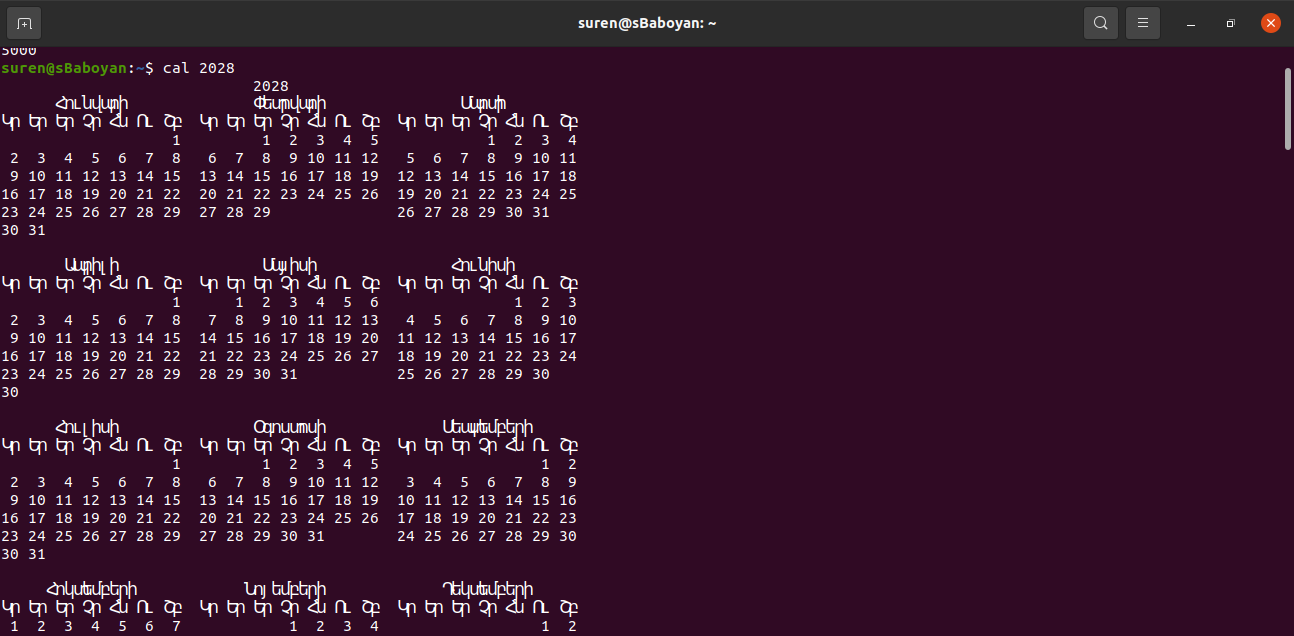 suren@sBaboyan: ~
5000
suren@sBaboyan:~$ cal 2028
                            2028
      Հունվարի              Փետրվարի               Մարտի
Կր Եր Եր Չր Հն Ու Շբ  Կր Եր Եր Չր Հն Ու Շբ  Կր Եր Եր Չր Հն Ու Շբ
                   1         1  2  3  4  5            1  2  3  4
 2  3  4  5  6  7  8   6  7  8  9 10 11 12   5  6  7  8  9 10 11
 9 10 11 12 13 14 15  13 14 15 16 17 18 19  12 13 14 15 16 17 18
16 17 18 19 20 21 22  20 21 22 23 24 25 26  19 20 21 22 23 24 25
23 24 25 26 27 28 29  27 28 29              26 27 28 29 30 31
30 31
       Ապրիլի                Մայիսի               Հունիսի
Կր Եր Եր Չր Հն Ու Շբ  Կր Եր Եր Չր Հն Ու Շբ  Կր Եր Եր Չր Հն Ու Շբ
                   1      1  2  3  4  5  6               1  2  3
 2  3  4  5  6  7  8   7  8  9 10 11 12 13   4  5  6  7  8  9 10
 9 10 11 12 13 14 15  14 15 16 17 18 19 20  11 12 13 14 15 16 17
16 17 18 19 20 21 22  21 22 23 24 25 26 27  18 19 20 21 22 23 24
23 24 25 26 27 28 29  28 29 30 31           25 26 27 28 29 30
30
      Հուլիսի               Օգոստոսի             Սեպտեմբերի
Կր Եր Եր Չր Հն Ու Շբ  Կր Եր Եր Չր Հն Ու Շբ  Կր Եր Եր Չր Հն Ու Շբ
                   1         1  2  3  4  5                  1  2
 2  3  4  5  6  7  8   6  7  8  9 10 11 12   3  4  5  6  7  8  9
 9 10 11 12 13 14 15  13 14 15 16 17 18 19  10 11 12 13 14 15 16
16 17 18 19 20 21 22  20 21 22 23 24 25 26  17 18 19 20 21 22 23
23 24 25 26 27 28 29  27 28 29 30 31        24 25 26 27 28 29 30
30 31
     Հոկտեմբերի            Նոյեմբերի             Դեկտեմբերի
Կր Եր Եր Չր Հն Ու Շբ  Կր Եր Եր Չր Հն Ու Շբ  Կր Եր Եր Չր Հն Ու Շբ
 1  2  3  4  5  6  7            1  2  3  4                  1  2